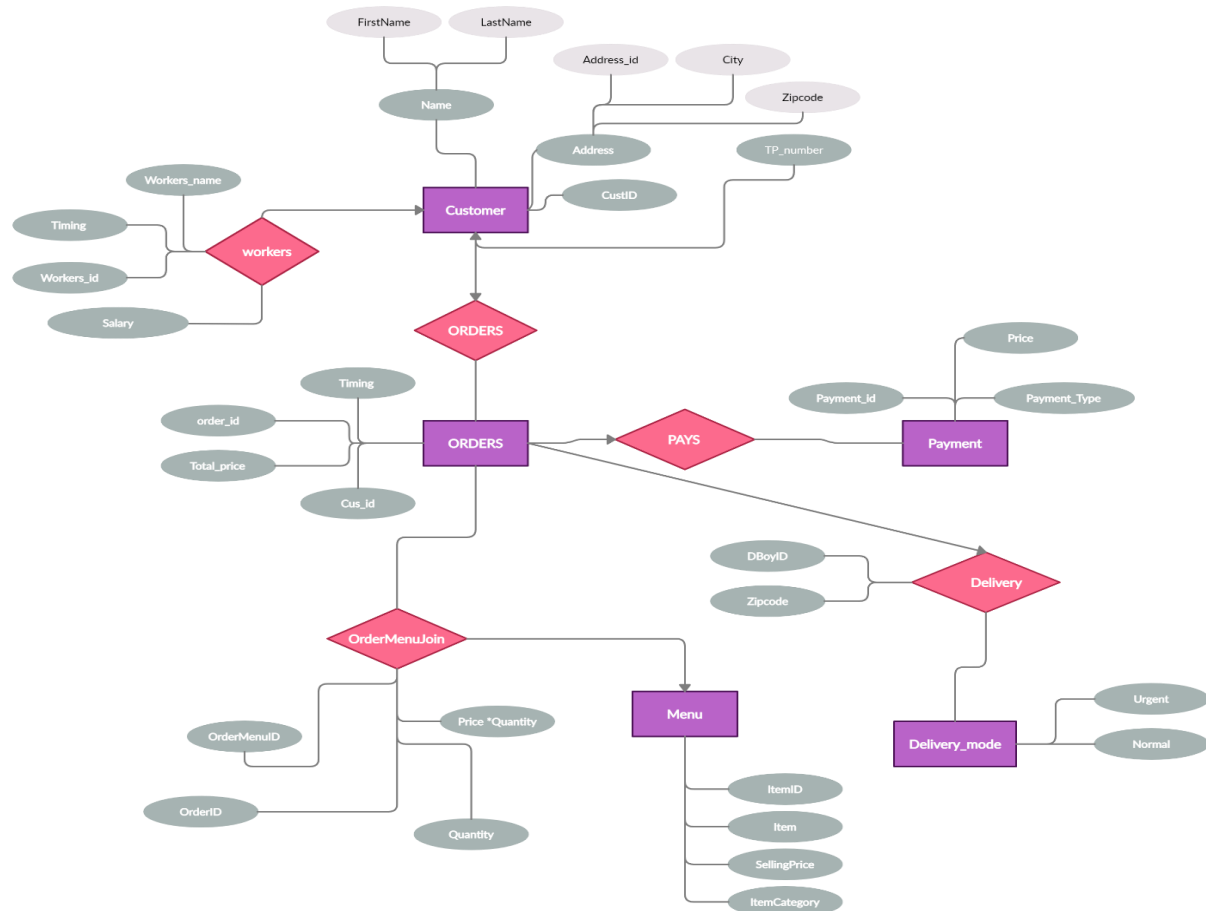 FirstName
LastName
Address_id
City
Zipcode
Name
Address
TP_number
Workers_name
CustID
Customer
Timing
workers
Workers_id
Salary
ORDERS
Price
Timing
Payment_id
Payment_Type
order_id
ORDERS
PAYS
Payment
Total_price
Cus_id
DBoyID
Delivery
Zipcode
OrderMenuJoin
Urgent
Menu
Price *Quantity
OrderMenuID
Delivery_mode
Normal
ItemID
OrderID
Item
Quantity
SellingPrice
ItemCategory